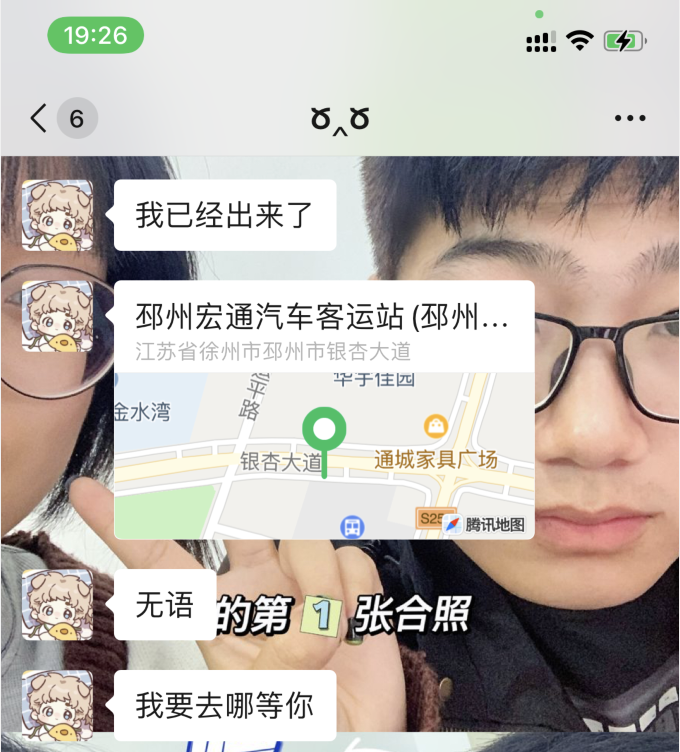 19:26
6
ఠ_^ఠ
我已经出来了
邳州宏通汽车客运站(邳州...
江苏省徐州市邳州市银杏大道
华宇佳园
金水湾
平路
银杏大道
通城家具广场
S25
腾讯地图
无语
的第1张合照
我要去哪等你